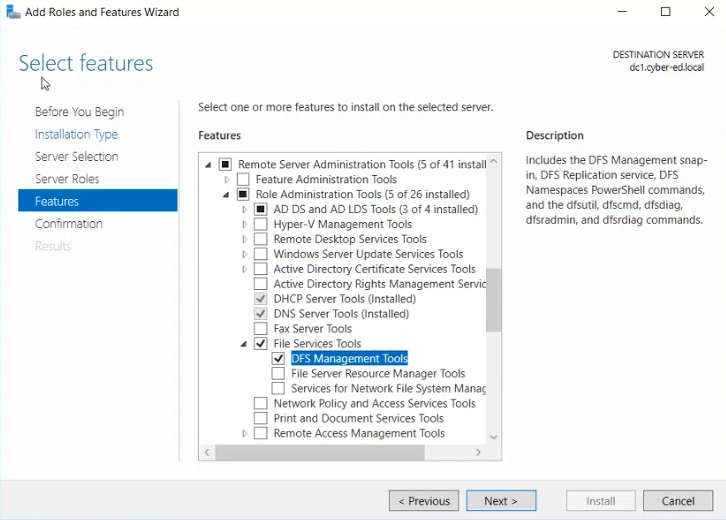 Add Roles and Features Wizard
Select features
DESTINATION SERVER
dc1.cyber-ed.local
Before You Begin
Installation Type
Server Selection
Server Roles
Features
Confirmation
Results
Select one or more features to install on the selected server.
Features
Remote Server Administration Tools (5 of 41 install
Feature Administration Tools
Role Administration Tools (5 of 26 installed)
AD DS and AD LDS Tools (3 of 4 installed)
Hyper-V Management Tools
Remote Desktop Services Tools
Windows Server Update Services Tools
Active Directory Certificate Services Tools
Active Directory Rights Management Servic
DHCP Server Tools (Installed)
DNS Server Tools (Installed)
Fax Server Tools
File Services Tools
DFS Management Tools
File Server Resource Manager Tools
Services for Network File System Manag
Network Policy and Access Services Tools
Print and Document Services Tools
Remote Access Management Tools
Description
Includes the DFS Management snap-
in, DFS Replication service, DFS
Namespaces PowerShell commands,
and the dfsutil, dfscmd, dfsdiag,
dfsradmin, and dfsrdiag commands.
< Previous
Next >
Install
Cancel